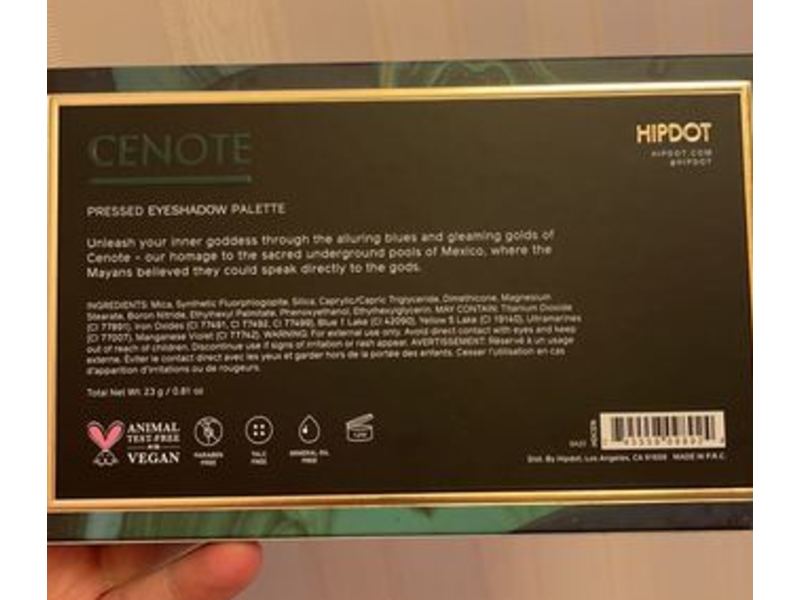 CENOTE
HIPDOT
HIPDOT.COM
@HIPDOT
PRESSED EYESHADOW PALETTE
Unleash your inner goddess through the alluring blues and gleaming golds of
Cenote - our homage to the sacred underground pools of Mexico, where the
Mayans believed they could speak directly to the gods.
INGREDIENTS: Mica, Synthetic Fluorphlogopite, Silica, Caprylic/Capric Triglyceride, Dimethicone, Magnesium
Stearate, Boron Nitride, Ethylhexyl Palmitate, Phenoxyethanol, Ethylhexylglycerin. MAY CONTAIN: Titanium Dioxide
(CI 77891), Iron Oxides (CI 77491, CI 77492, CI 77499), Blue 1 Lake (CI 42090), Yellow 5 Lake (CI 19140), Ultramarines
(CI 77007), Manganese Violet (CI 77742). WARNING: For external use only. Avoid direct contact with eyes and keep
out of reach of children. Discontinue use if signs of irritation or rash appear. AVERTISSEMENT: Réservé à un usage
externe. Éviter le contact direct avec les yeux et garder hors de la portée des enfants. Cesser l'utilisation en cas
d'apparition d'irritations ou de rougeurs.
Total Net Wt. 23 g / 0.81 oz
ANIMAL
TEST-FREE
VEGAN
PARABEN
FREE
TALC
FREE
MINERAL OIL
FREE
Dist. By Hipdot, Los Angeles, CA MADE IN P.R.C.